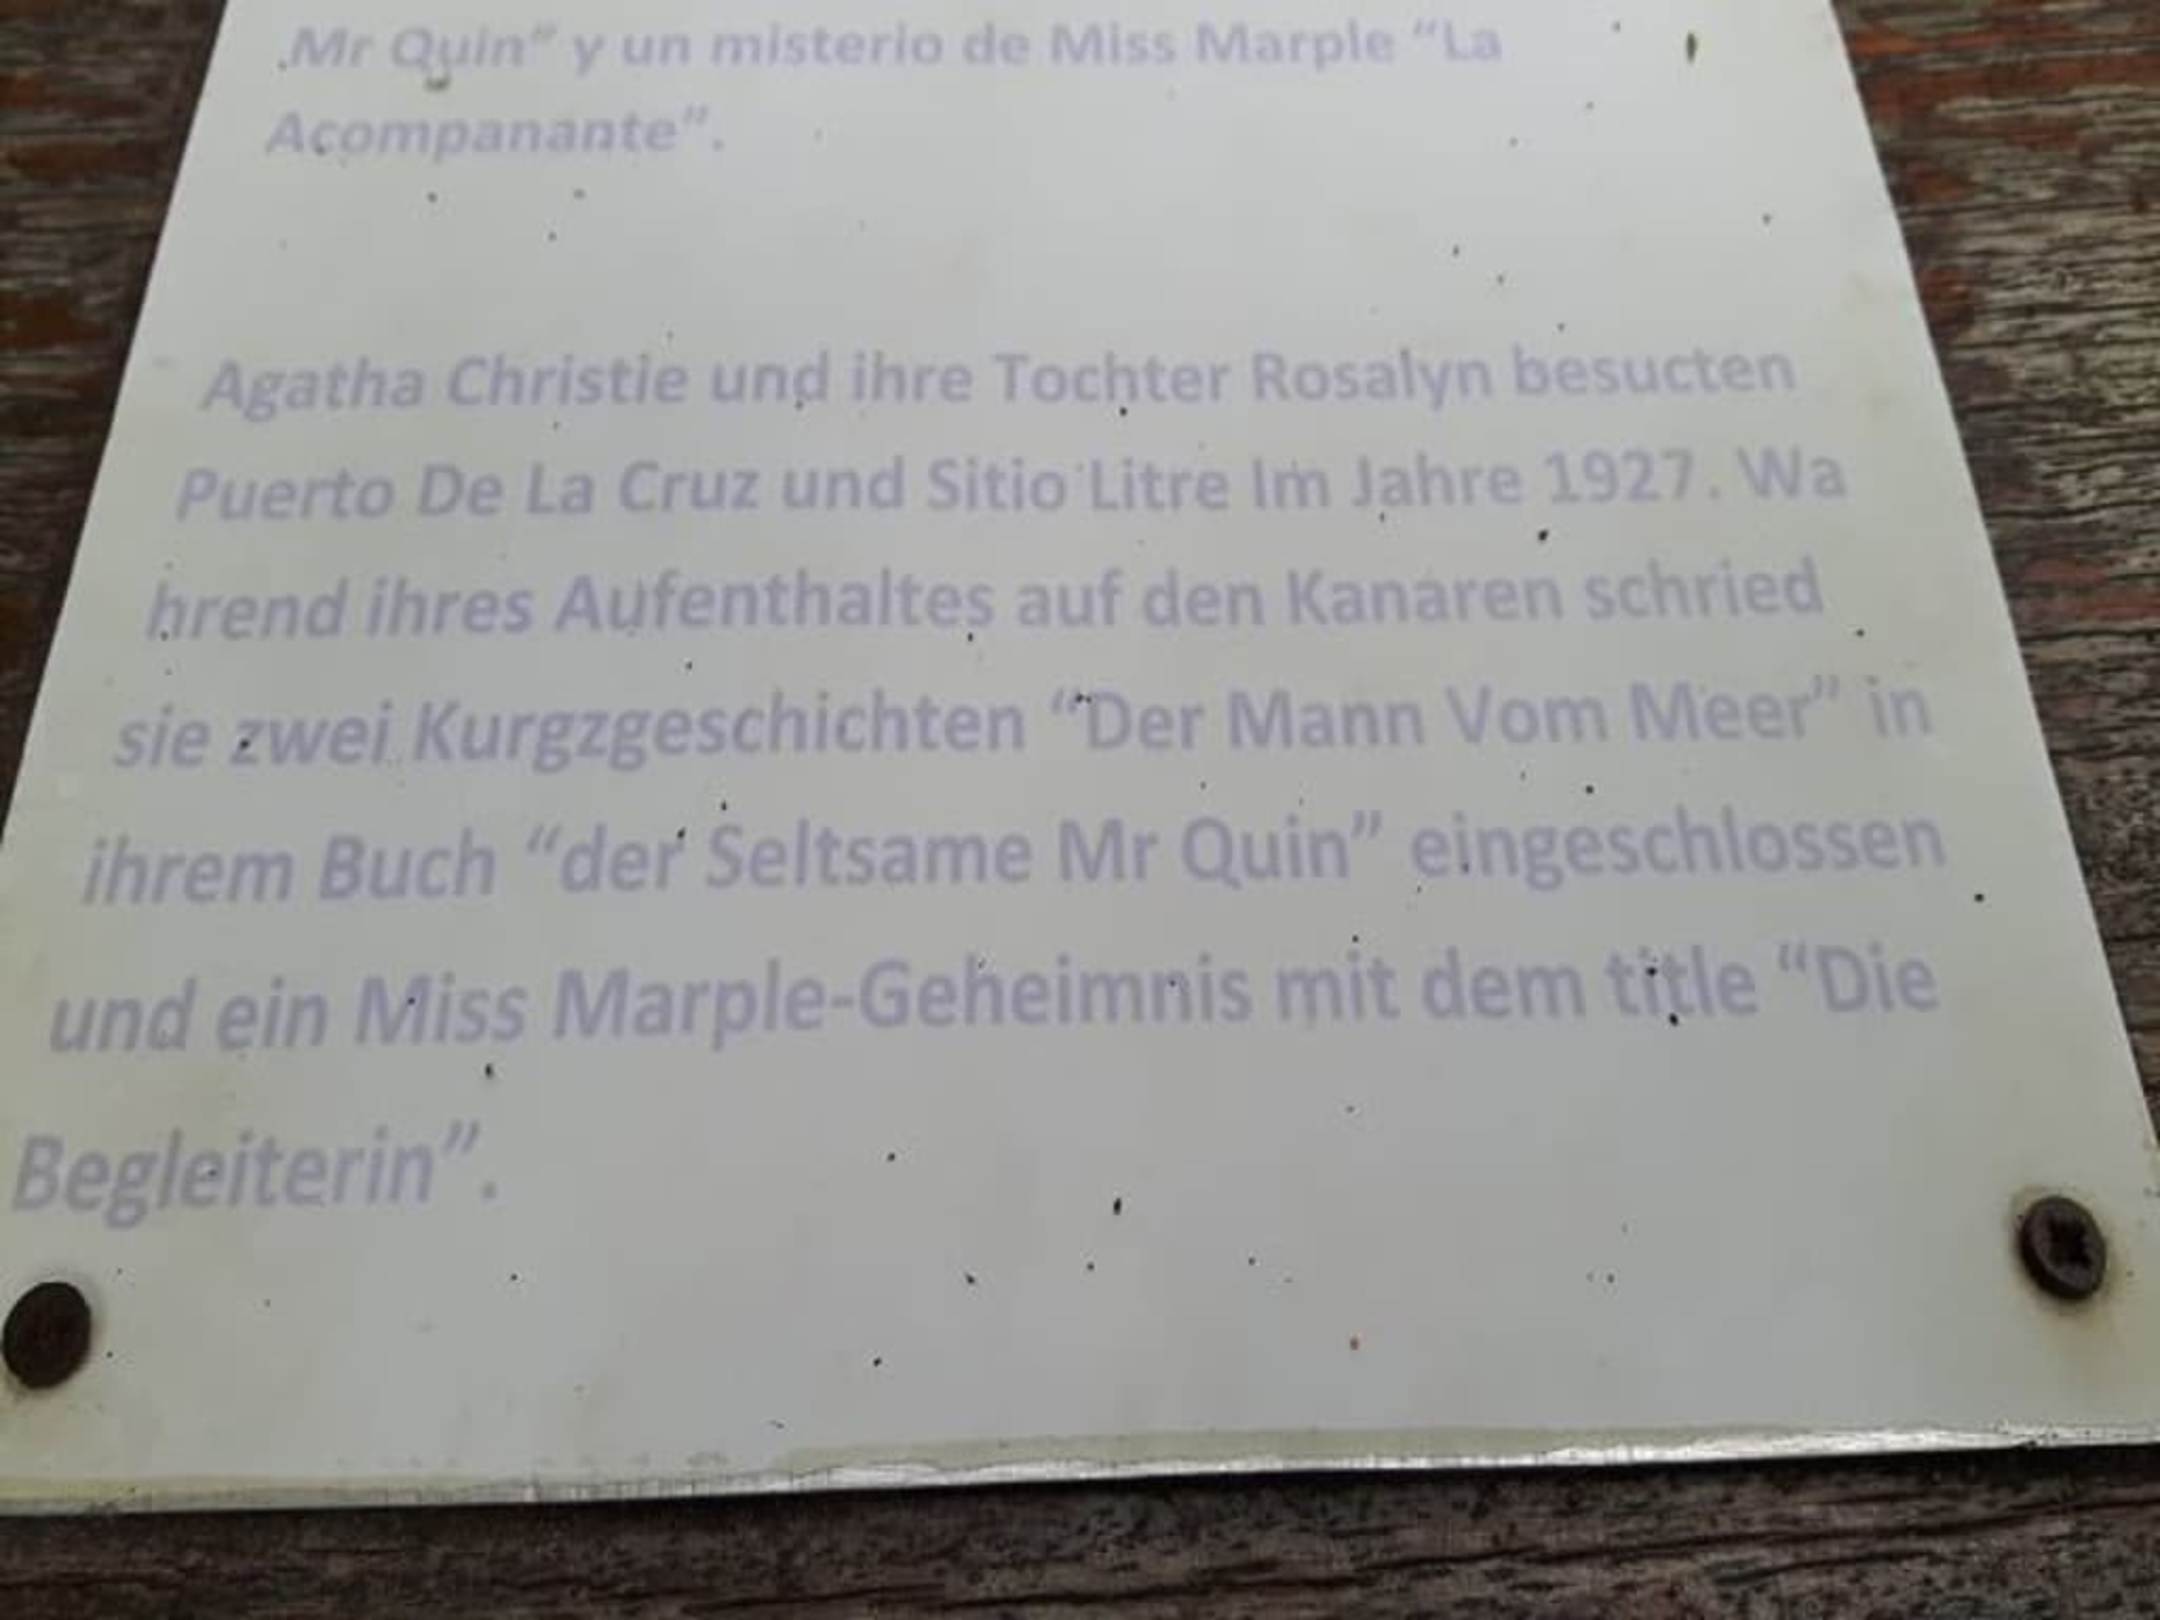 Mr Quin” y un misterio de Miss Marple “La
Acompanante”.
Agatha Christie und ihre Tochter Rosalyn besucten
Puerto De La Cruz und Sitio Litre Im Jahre 1927. Wa
hrend ihres Aufenthaltes auf den Kanaren schried
sie zwei Kurgzgeschichten “Der Mann Vom Meer” in
ihrem Buch “der Seltsame Mr Quin” eingeschlossen
und ein Miss Marple-Geheimnis mit dem title “Die
Begleiterin”.